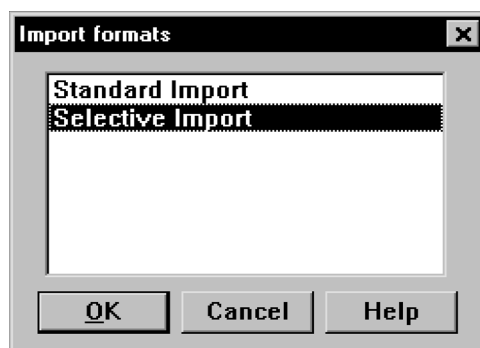 Import formats
Standard Import
Selective Import
OK Cancel Help